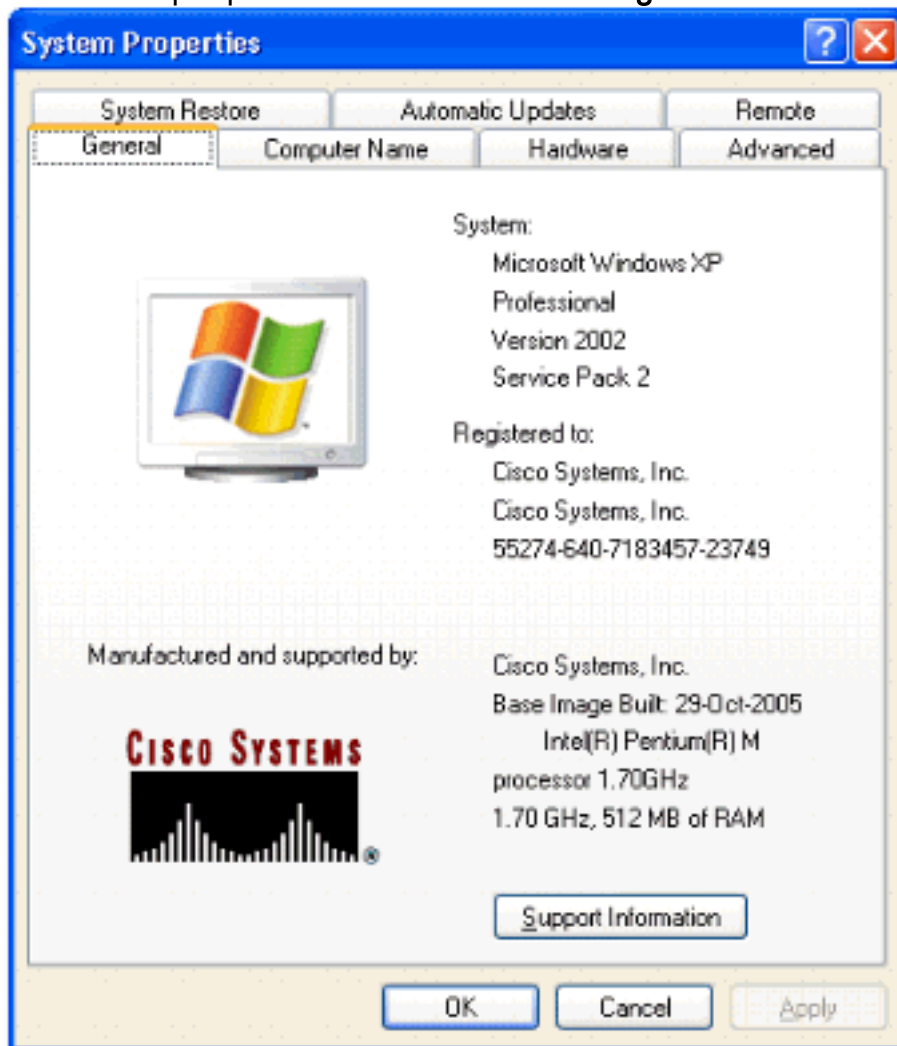 System Properties
System Restore Automatic Updates Remote
General Computer Name Hardware Advanced
System:
Microsoft Windows XP
Professional
Version 2002
Service Pack 2
Registered to:
Cisco Systems, Inc.
Cisco Systems, Inc.
55274-640-7183457-23749
Manufactured and supported by:
Cisco Systems, Inc.
Base Image Built: 29-Oct-2005
Intel(R) Pentium(R) M
processor 1.70GHz
1.70 GHz, 512 MB of RAM
CISCO SYSTEMS
®
Support Information
OK Cancel Apply